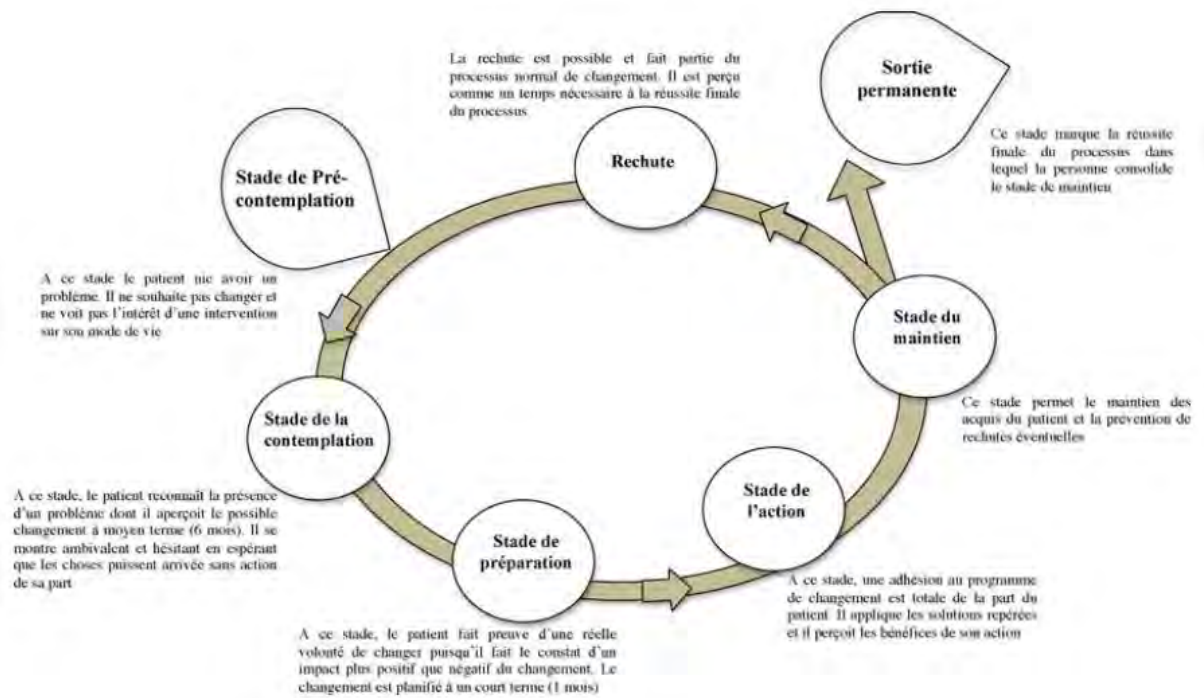 La rechute est possible et fait partie du
processus normal de changement. Il est perçu
comme un temps nécessaire à la réussite finale
du processus
Sortie
permanente
Ce stade marque la réussite
finale du processus dans
lequel la personne consolide
le stade de maintien
Rechute
Stade de Pré-
contemplation
A ce stade le patient nie avoir un
problème. Il ne souhaite pas changer et
ne voit pas l'intérêt d'une intervention
sur son mode de vie
Stade du
maintien
Ce stade permet le maintien des
acquis du patient et la prévention de
rechutes éventuelles
Stade de la
contemplation
A ce stade, le patient reconnaît la présence
d'un problème dont il aperçoit le possible
changement à moyen terme (6 mois). Il se
montre ambivalent et hésitant en espérant
que les choses puissent arrivée sans action
de sa part
Stade de
l'action
A ce stade, une adhésion au programme
de changement est totale de la part du
patient. Il applique les solutions repérées
et il perçoit les bénéfices de son action
Stade de
préparation
A ce stade, le patient fait preuve d'une réelle
volonté de changer puisqu'il fait le constat d'un
impact plus positif que négatif du changement. Le
changement est planifié à un court terme (1 mois)